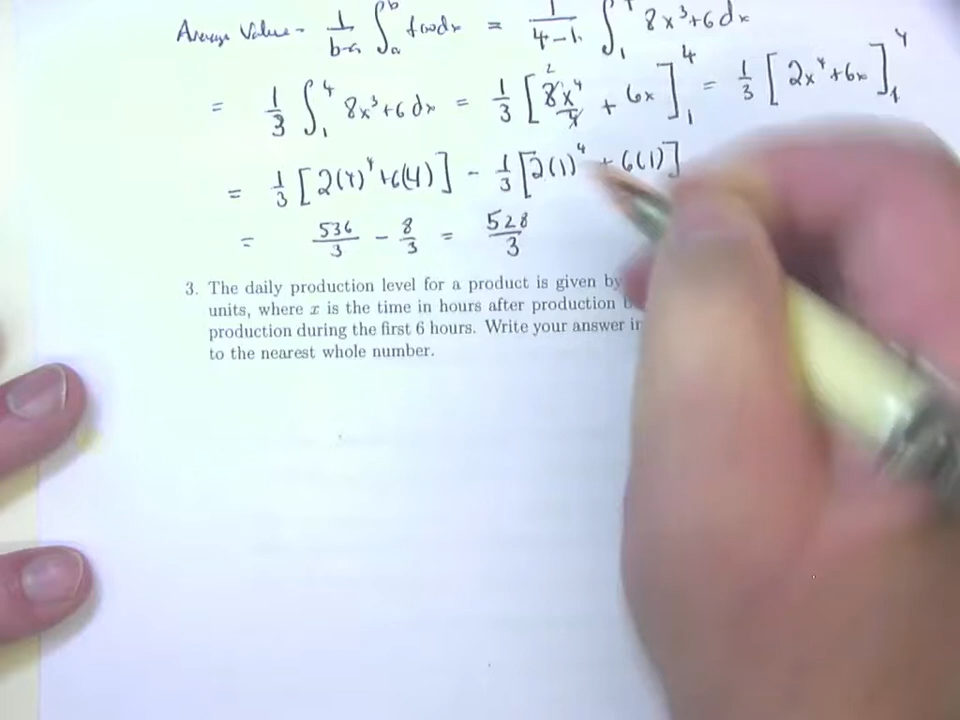 Average Value - 1/(b-a) ∫_a^b f(x)dx = 1/(4-1) ∫_1^4 8x³+6 dx
= 1/3 ∫_1^4 8x³+6 dx = 1/3 [8x⁴/4 + 6x]_1^4 = 1/3 [2x⁴+6x]_1^4
= 1/3 [2(4)⁴+6(4)] - 1/3 [2(1)⁴ + 6(1)]
= 536/3 - 8/3 = 528/3
3. The daily production level for a product is given by
units, where x is the time in hours after production
production during the first 6 hours. Write your answer in
to the nearest whole number.